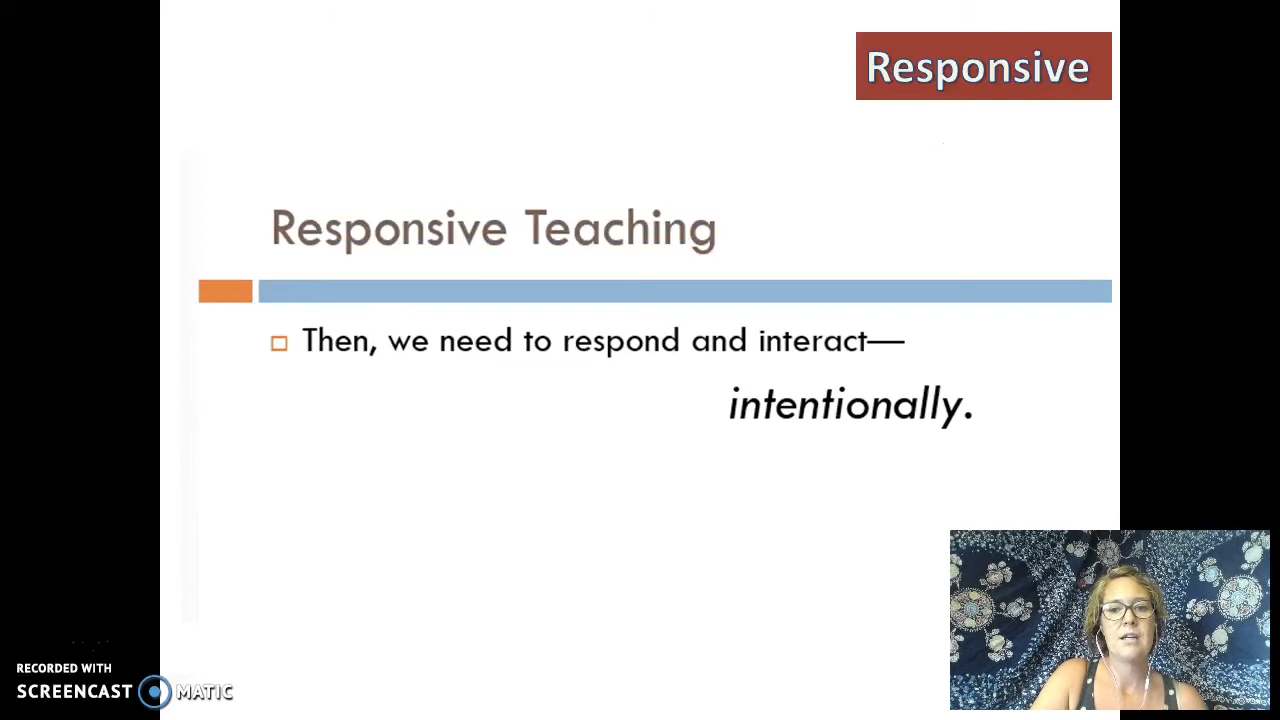 Responsive
Responsive Teaching
Then, we need to respond and interact—
intentionally.
RECORDED WITH
SCREENCAST MATIC